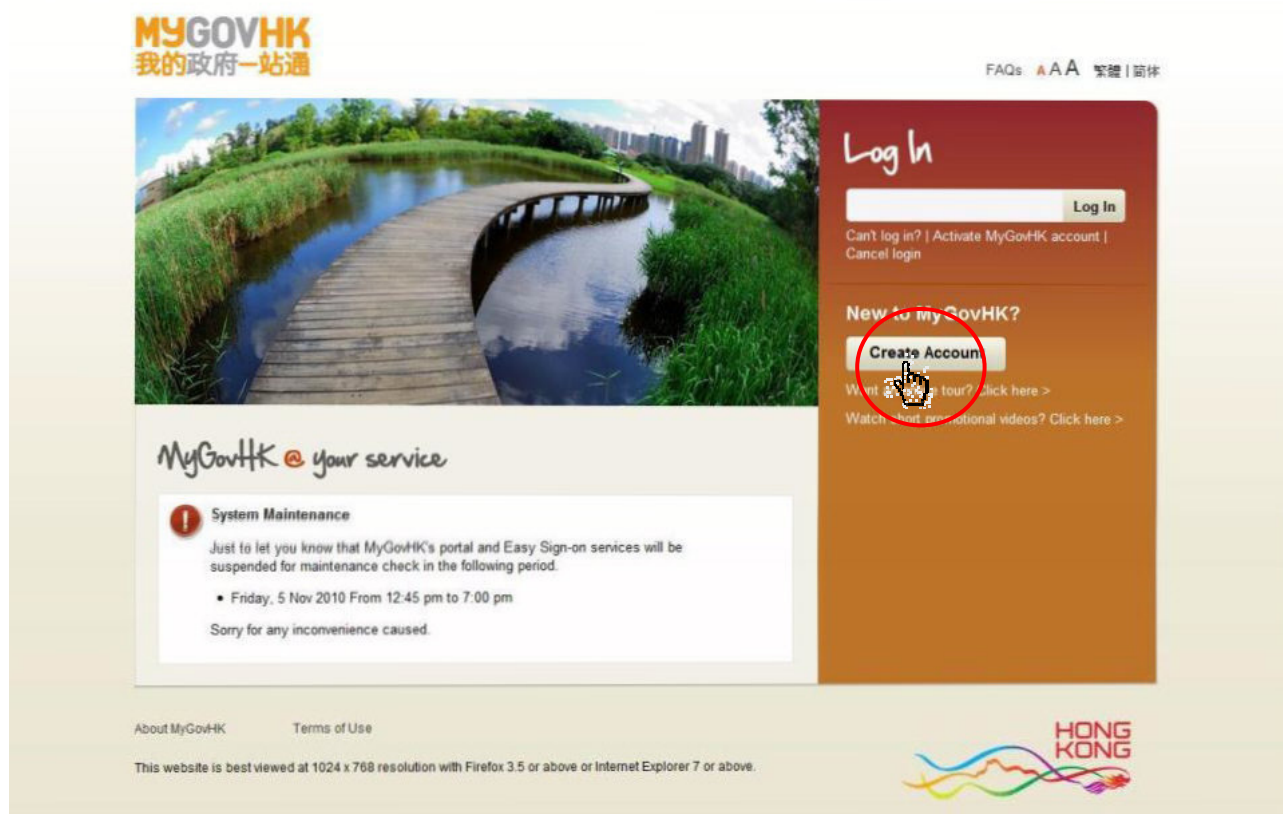 MYGOVHK
我的政府一站通
FAQs A A A 繁體 | 简体
Log In
Log In
Can't log in? | Activate MyGovHK account |
Cancel login
New to MyGovHK?
Create Account
Want tour? Click here >
Watch short promotional videos? Click here >
MyGovHK @ your service
System Maintenance
Just to let you know that MyGovHK's portal and Easy Sign-on services will be
suspended for maintenance check in the following period.
• Friday, 5 Nov 2010 From 12:45 pm to 7:00 pm
Sorry for any inconvenience caused.
About MyGovHK Terms of Use
HONG
KONG
This website is best viewed at 1024 x 768 resolution with Firefox 3.5 or above or Internet Explorer 7 or above.